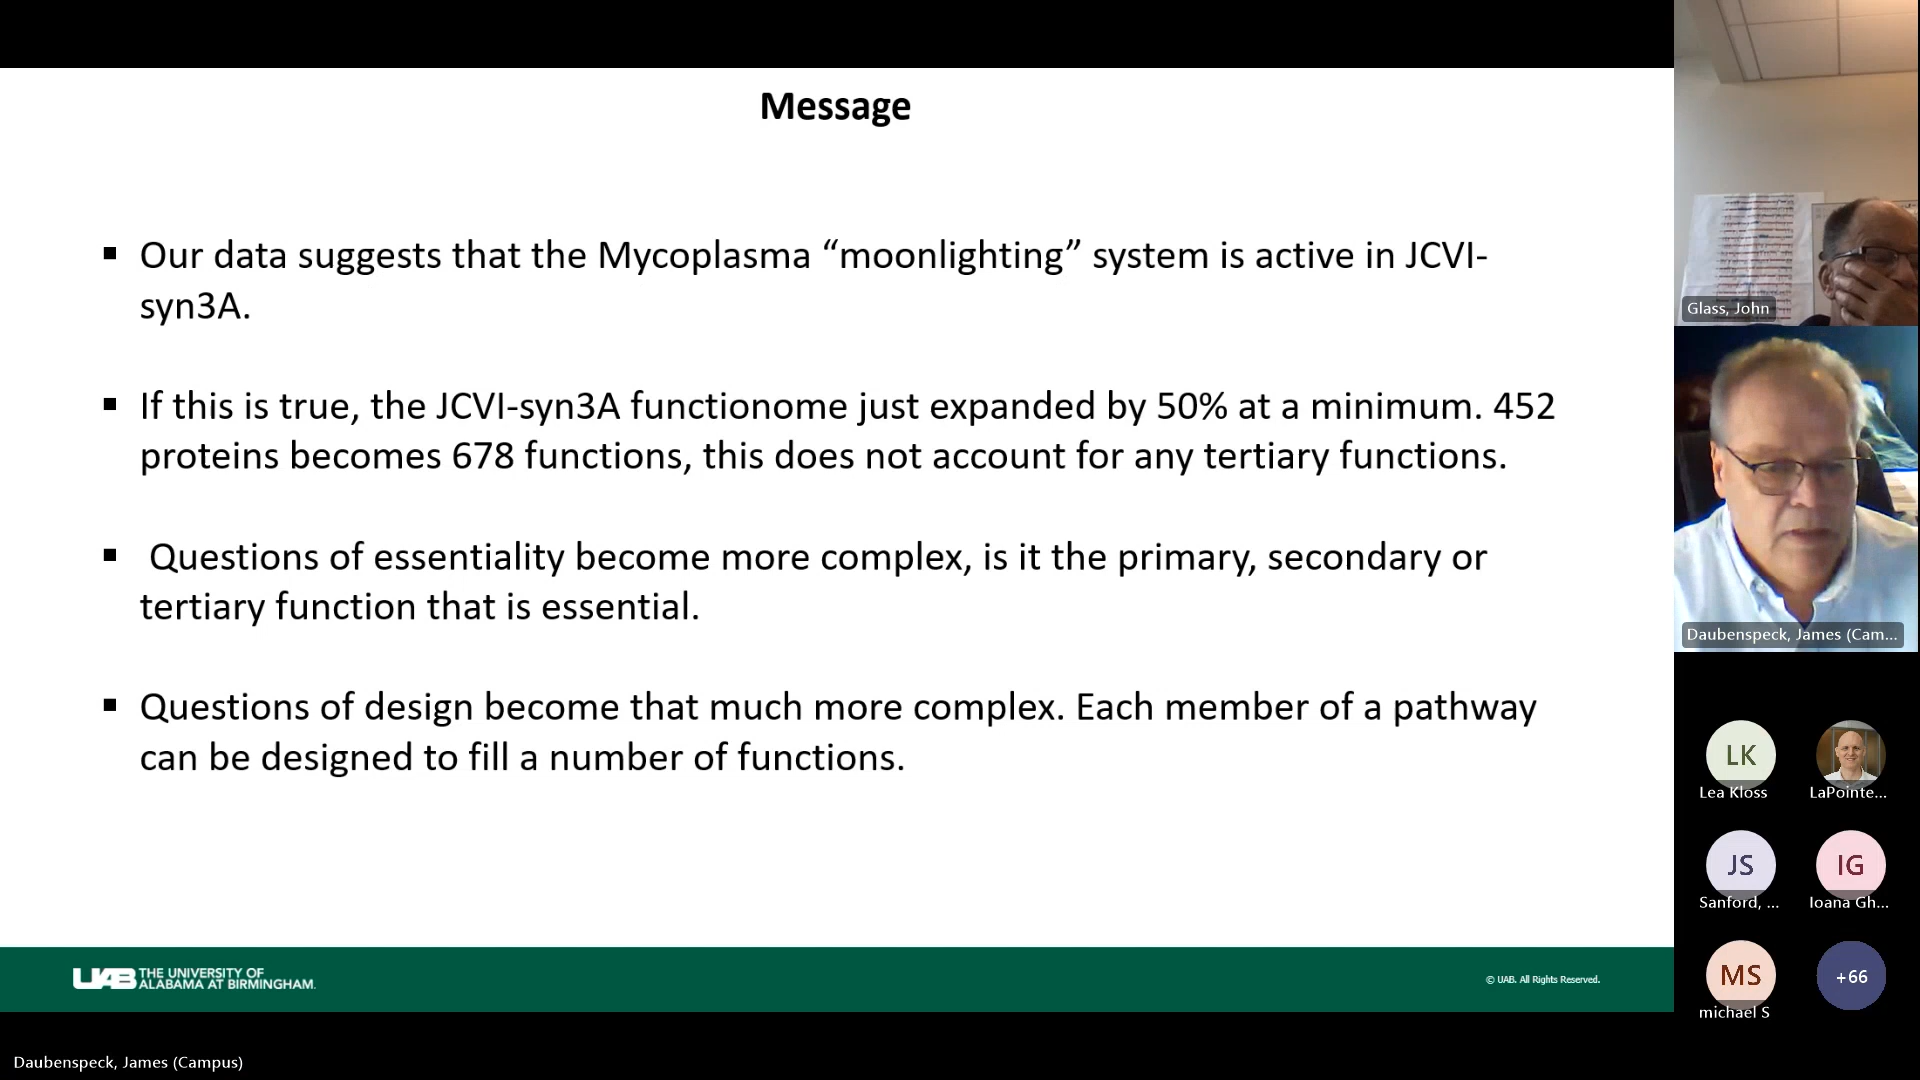 Message
▪ Our data suggests that the Mycoplasma “moonlighting” system is active in JCVI-
syn3A.
▪ If this is true, the JCVI-syn3A functionome just expanded by 50% at a minimum. 452
proteins becomes 678 functions, this does not account for any tertiary functions.
▪ Questions of essentiality become more complex, is it the primary, secondary or
tertiary function that is essential.
▪ Questions of design become that much more complex. Each member of a pathway
can be designed to fill a number of functions.
UAB THE UNIVERSITY OF
ALABAMA AT BIRMINGHAM.
© UAB. All Rights Reserved.
Daubenspeck, James (Campus)
Glass, John
Daubenspeck, James (Cam...
LK
Lea Kloss
LaPointe...
JS
Sanford, ...
IG
Ioana Gh...
MS
michael S
+66